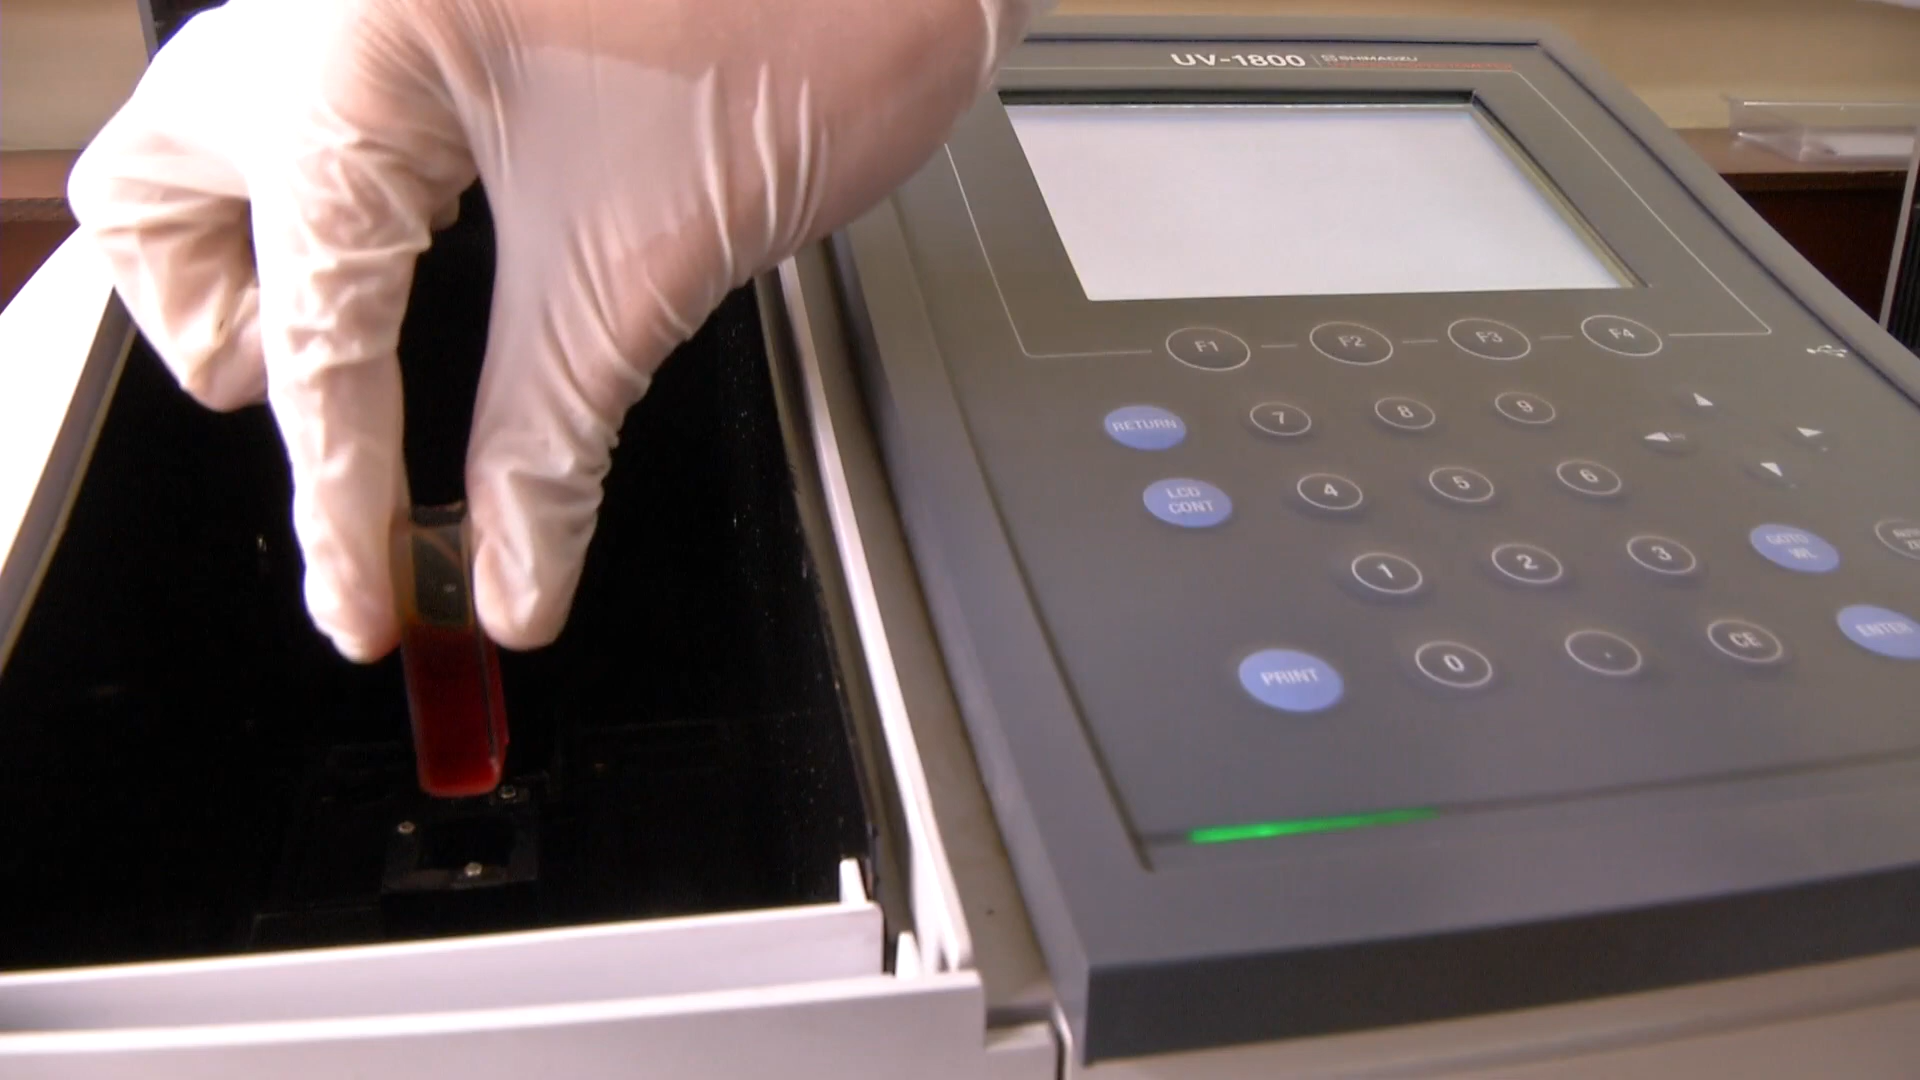 UV-1800 SHIMADZU
F1 F2 F3 F4
RETURN 7 8 9
LCD CONT 4 5 6
1 2 3 GOTO WL
PRINT 0 . CE ENTER